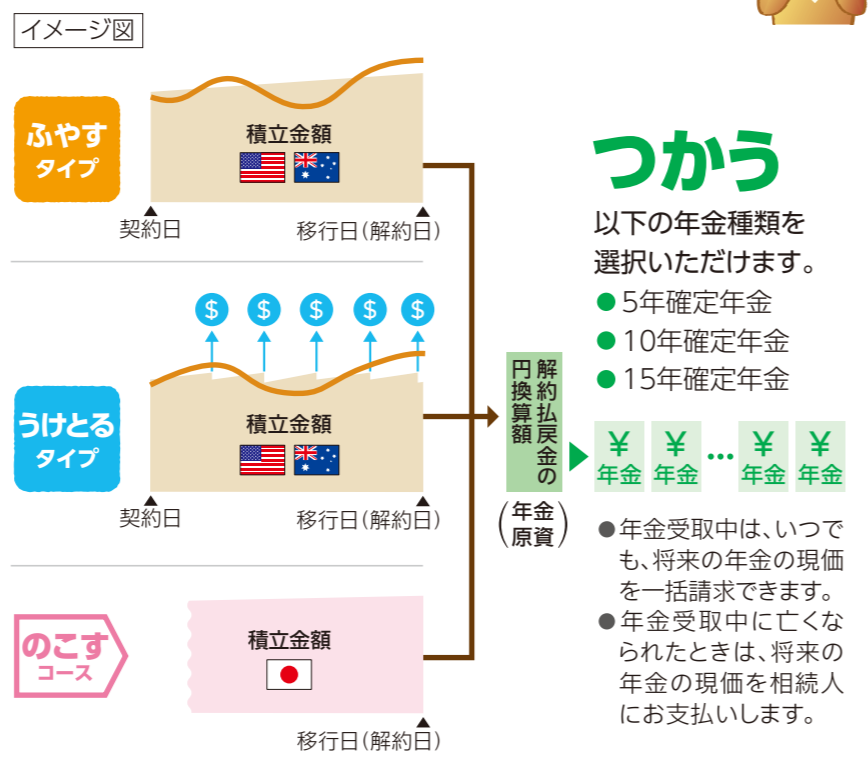 イメージ図
ふやす
タイプ
積立金額
契約日
移行日(解約日)
$ $ $ $ $
うけとる
タイプ
積立金額
契約日
移行日(解約日)
のこす
コース
積立金額
移行日(解約日)
解約払戻金の
円換算額
(年金
原資)
つかう
以下の年金種類を
選択いただけます。
●5年確定年金
●10年確定年金
●15年確定年金
¥ ¥ … ¥ ¥
年金 年金 年金 年金
●年金受取中は、いつで
も、将来の年金の現価
を一括請求できます。
●年金受取中に亡くな
られたときは、将来の
年金の現価を相続人
にお支払いします。